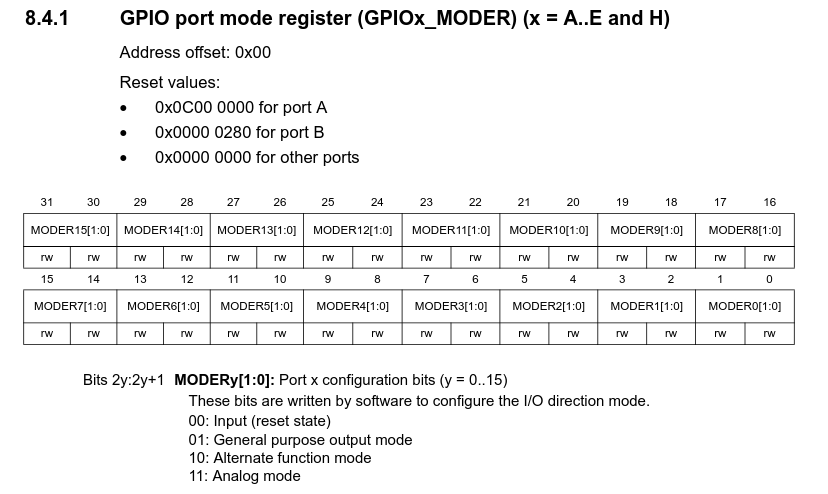 8.4.1 GPIO port mode register (GPIOx_MODER) (x = A..E and H)
Address offset: 0x00
Reset values:
• 0x0C00 0000 for port A
• 0x0000 0280 for port B
• 0x0000 0000 for other ports
31 30 29 28 27 26 25 24 23 22 21 20 19 18 17 16
MODER15[1:0] MODER14[1:0] MODER13[1:0] MODER12[1:0] MODER11[1:0] MODER10[1:0] MODER9[1:0] MODER8[1:0]
rw rw rw rw rw rw rw rw rw rw rw rw rw rw rw rw
15 14 13 12 11 10 9 8 7 6 5 4 3 2 1 0
MODER7[1:0] MODER6[1:0] MODER5[1:0] MODER4[1:0] MODER3[1:0] MODER2[1:0] MODER1[1:0] MODER0[1:0]
rw rw rw rw rw rw rw rw rw rw rw rw rw rw rw rw
Bits 2y:2y+1 MODERy[1:0]: Port x configuration bits (y = 0..15)
These bits are written by software to configure the I/O direction mode.
00: Input (reset state)
01: General purpose output mode
10: Alternate function mode
11: Analog mode